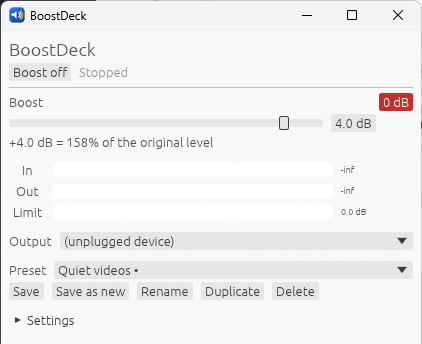 BoostDeck
BoostDeck
Boost off Stopped
Boost 0 dB
4.0 dB
+4.0 dB = 158% of the original level
In -inf
Out -inf
Limit 0.0 dB
Output (unplugged device)
Preset Quiet videos •
Save Save as new Rename Duplicate Delete
Settings